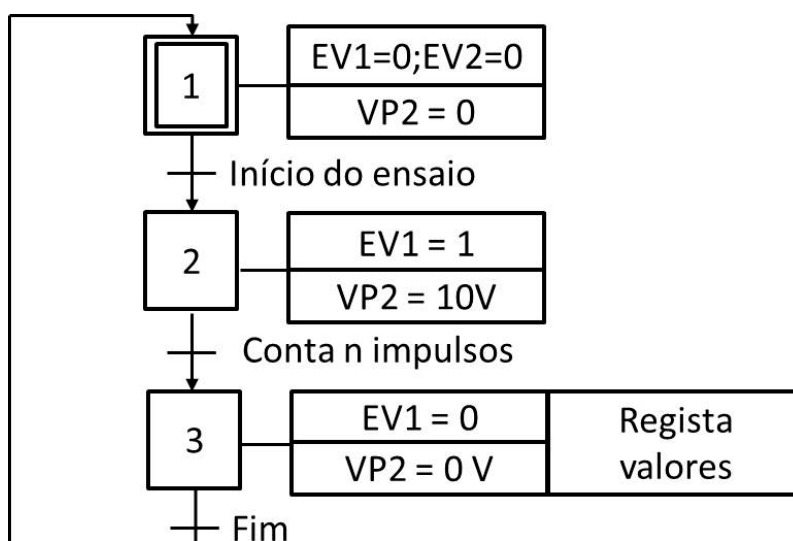 1
EV1=0;EV2=0
VP2 = 0
Início do ensaio
2
EV1 = 1
VP2 = 10V
Conta n impulsos
3
EV1 = 0
VP2 = 0 V
Regista
valores
Fim